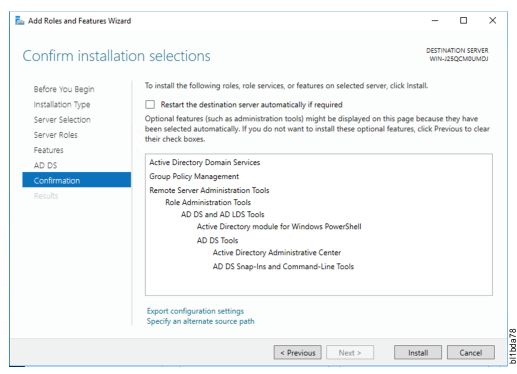 Add Roles and Features Wizard
Confirm installation selections
DESTINATION SERVER
WIN-J2SQCM0UMDJ
Before You Begin
Installation Type
Server Selection
Server Roles
Features
AD DS
Confirmation
Results
To install the following roles, role services, or features on selected server, click Install.
Restart the destination server automatically if required
Optional features (such as administration tools) might be displayed on this page because they have
been selected automatically. If you do not want to install these optional features, click Previous to clear
their check boxes.
Active Directory Domain Services
Group Policy Management
Remote Server Administration Tools
Role Administration Tools
AD DS and AD LDS Tools
Active Directory module for Windows PowerShell
AD DS Tools
Active Directory Administrative Center
AD DS Snap-Ins and Command-Line Tools
Export configuration settings
Specify an alternate source path
< Previous
Next >
Install
Cancel
bl1bda78